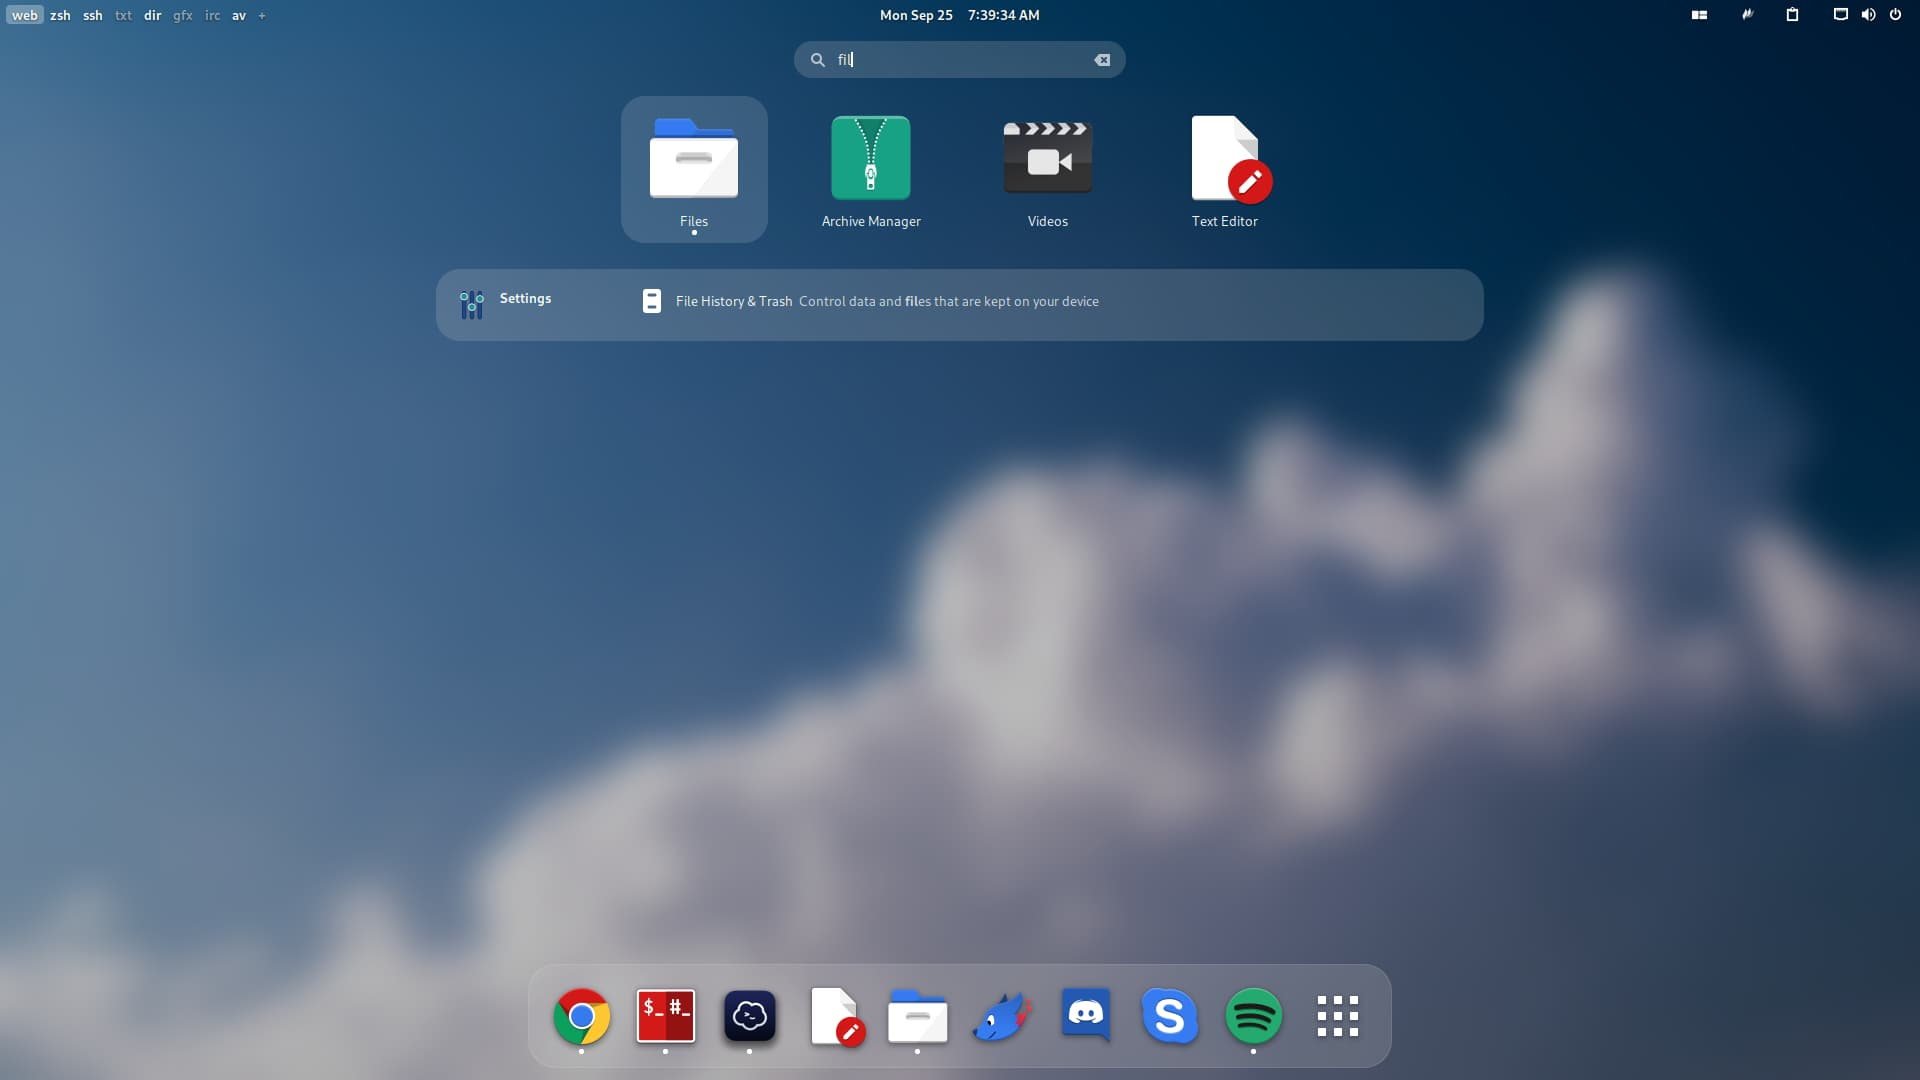 web zsh ssh txt dir gfx irc av +
Mon Sep 25 7:39:34 AM
fil
Files
Archive Manager
Videos
Text Editor
Settings
File History & Trash Control data and files that are kept on your device
$_ #_
>_
S